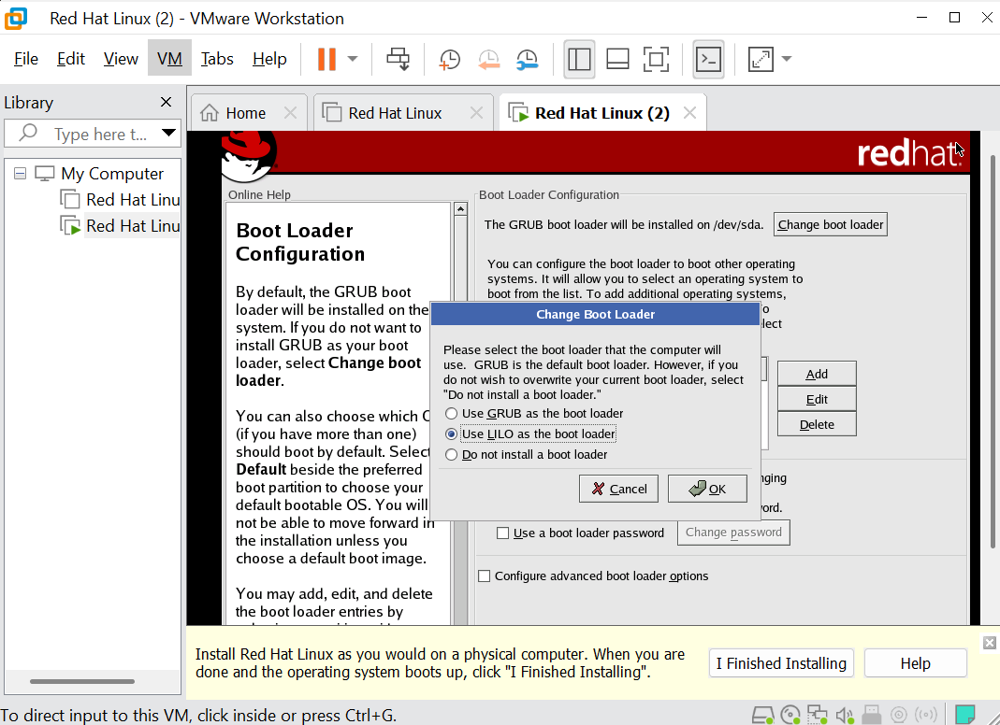 Red Hat Linux (2) - VMware Workstation
File Edit View VM Tabs Help
Library
Type here t...
My Computer
Red Hat Linu
Red Hat Linu
Home
Red Hat Linux
Red Hat Linux (2)
redhat.
Online Help
Boot Loader
Configuration
By default, the GRUB boot
loader will be installed on the
system. If you do not want to
install GRUB as your boot
loader, select Change boot
loader.
You can also choose which
(if you have more than one)
should boot by default. Select
Default beside the preferred
boot partition to choose your
default bootable OS. You will
not be able to move forward in
the installation unless you
choose a default boot image.
You may add, edit, and delete
the boot loader entries by
Boot Loader Configuration
The GRUB boot loader will be installed on /dev/sda.
Change boot loader
You can configure the boot loader to boot other operating
systems. It will allow you to select an operating system to
boot from the list. To add additional operating systems,
Change Boot Loader
Please select the boot loader that the computer will
use. GRUB is the default boot loader. However, if you
do not wish to overwrite your current boot loader, select
"Do not install a boot loader."
Use GRUB as the boot loader
Use LILO as the boot loader
Do not install a boot loader
Cancel
OK
Add
Edit
Delete
Use a boot loader password
Change password
Configure advanced boot loader options
Install Red Hat Linux as you would on a physical computer. When you are
done and the operating system boots up, click "I Finished Installing".
I Finished Installing
Help
To direct input to this VM, click inside or press Ctrl+G.